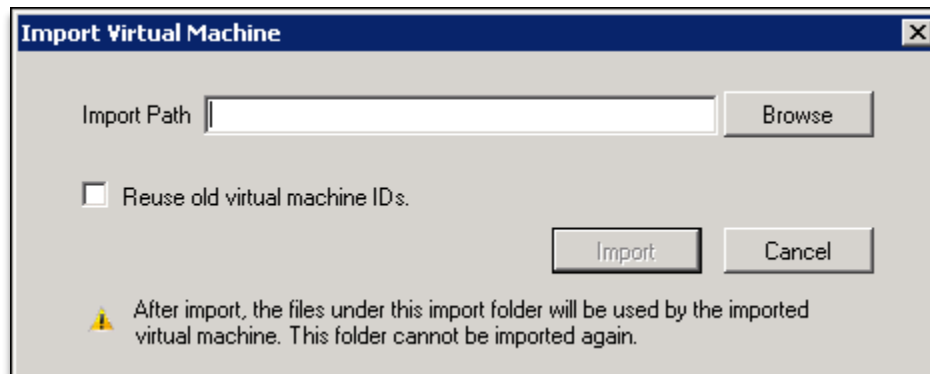 Import Virtual Machine
Import Path
Browse
Reuse old virtual machine IDs.
Import
Cancel
After import, the files under this import folder will be used by the imported
virtual machine. This folder cannot be imported again.